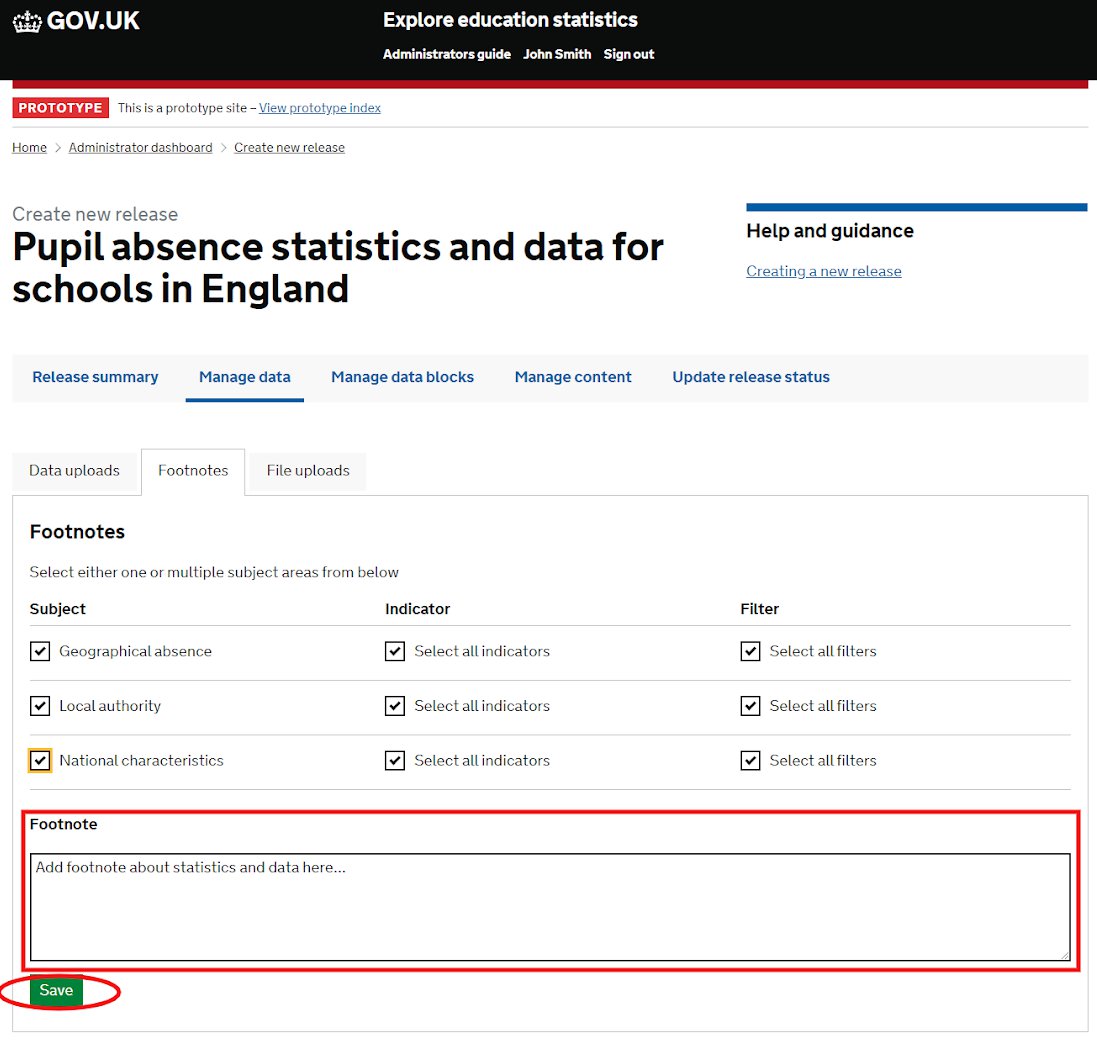 GOV.UK
Explore education statistics
Administrators guide John Smith Sign out
PROTOTYPE This is a prototype site – View prototype index
Home > Administrator dashboard > Create new release
Create new release
Pupil absence statistics and data for
schools in England
Help and guidance
Creating a new release
Release summary Manage data Manage data blocks Manage content Update release status
Data uploads Footnotes File uploads
Footnotes
Select either one or multiple subject areas from below
Subject Indicator Filter
Geographical absence Select all indicators Select all filters
Local authority Select all indicators Select all filters
National characteristics Select all indicators Select all filters
Footnote
Add footnote about statistics and data here...
Save